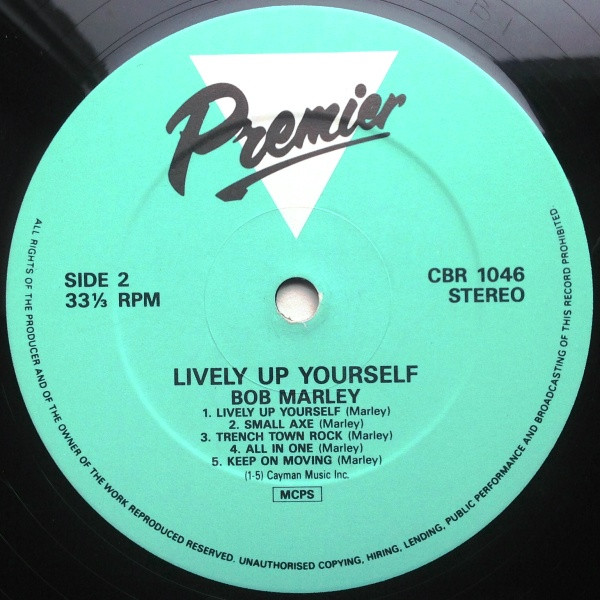 B1
Premier
SIDE 2
33⅓ RPM
CBR 1046
STEREO
LIVELY UP YOURSELF
BOB MARLEY
1. LIVELY UP YOURSELF (Marley)
2. SMALL AXE (Marley)
3. TRENCH TOWN ROCK (Marley)
4. ALL IN ONE (Marley)
5. KEEP ON MOVING (Marley)
(1-5) Cayman Music Inc.
MCPS
ALL RIGHTS OF THE PRODUCER AND OF THE OWNER OF THE WORK REPRODUCED RESERVED. UNAUTHORISED COPYING, HIRING, LENDING, PUBLIC PERFORMANCE AND BROADCASTING OF THIS RECORD PROHIBITED.